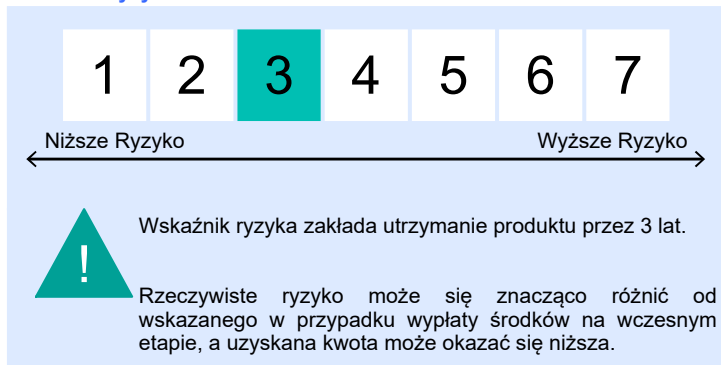 1 2 3 4 5 6 7
Niższe Ryzyko Wyższe Ryzyko
Wskaźnik ryzyka zakłada utrzymanie produktu przez 3 lat.
!
Rzeczywiste ryzyko może się znacząco różnić od
wskazanego w przypadku wypłaty środków na wczesnym
etapie, a uzyskana kwota może okazać się niższa.